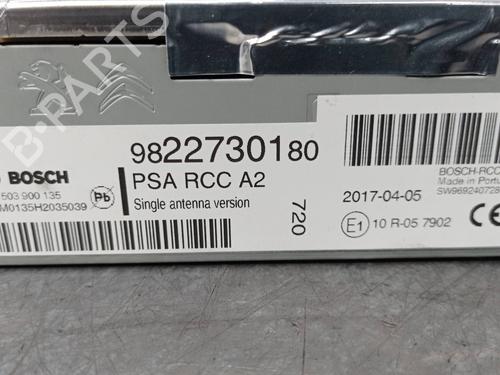 B-PARTS
BOSCH
9822730180
503 900 135
PSA RCC A2
M0135H2035039
Pb
Single antenna version
720
2017-04-05
E1 10 R-05 7902
BOSCH-RCC
Made in Portu
CE